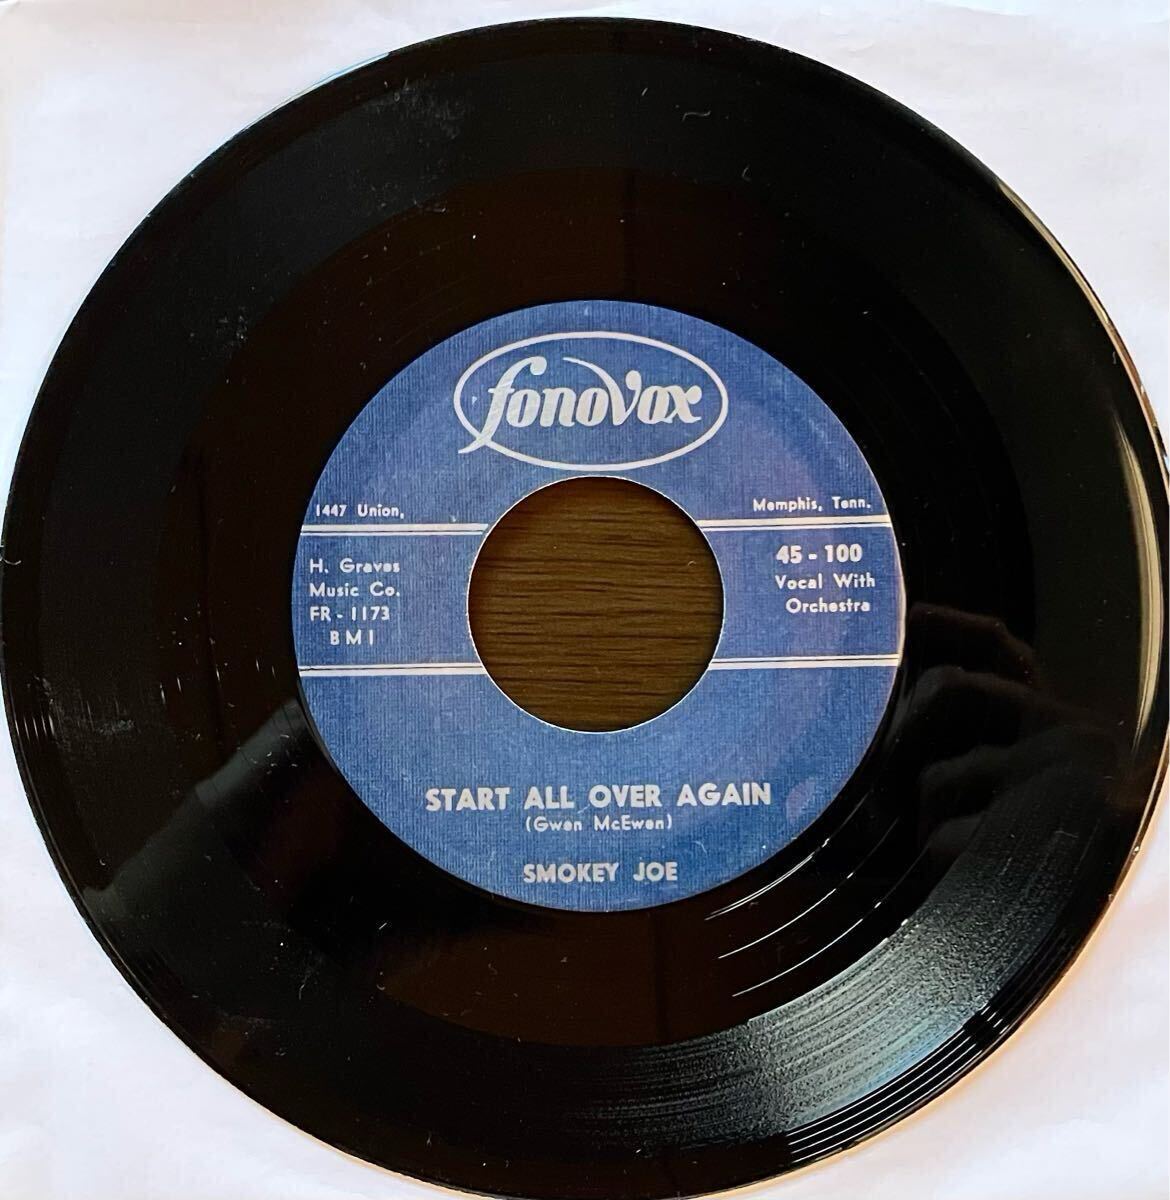 fonovox
1447 Union,
Memphis, Tenn.
H. Graves
Music Co.
FR - 1173
BMI
45 - 100
Vocal With
Orchestra
START ALL OVER AGAIN
(Gwen McEwen)
SMOKEY JOE